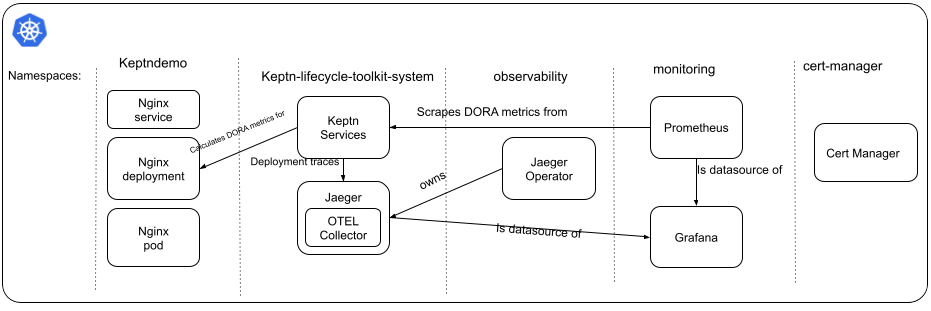 Namespaces:
Keptndemo
Keptn-lifecycle-toolkit-system
observability
monitoring
cert-manager
Nginx
service
Nginx
deployment
Nginx
pod
Calculates DORA metrics for
Keptn
Services
Deployment traces
Jaeger
OTEL
Collector
Scrapes DORA metrics from
Jaeger
Operator
owns
Is datasource of
Prometheus
Is datasource of
Grafana
Cert Manager